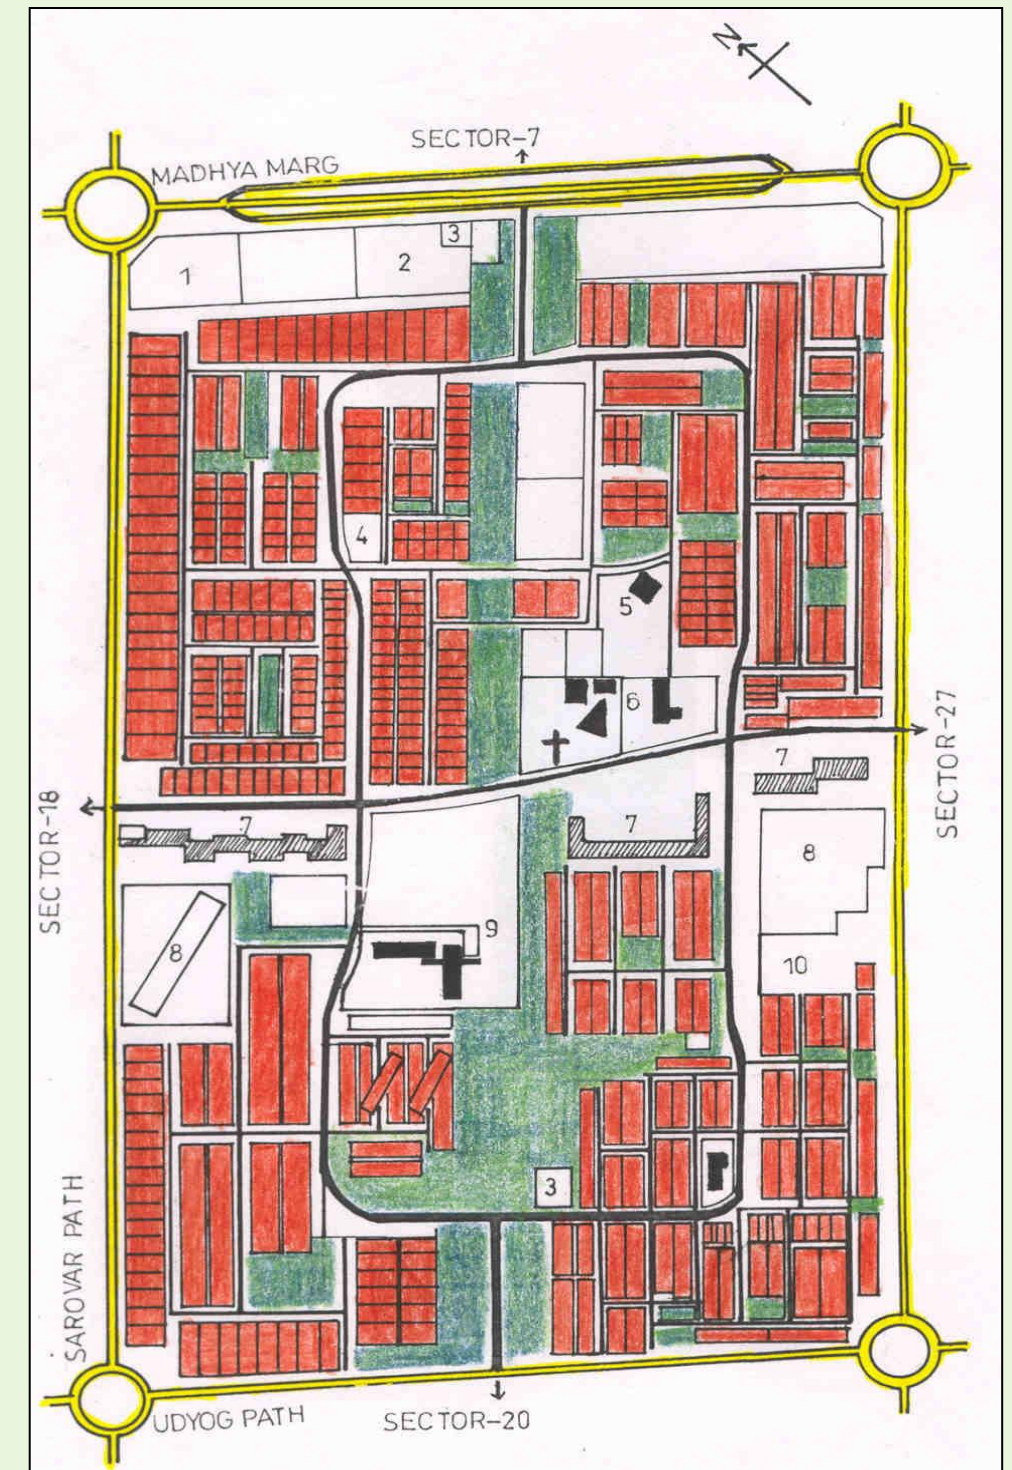 N
SECTOR-7
MADHYA MARG
3
1
2
4
5
6
SECTOR-27
7
SECTOR-18
7
7
8
8
9
10
3
SAROVAR PATH
UDYOG PATH
SECTOR-20